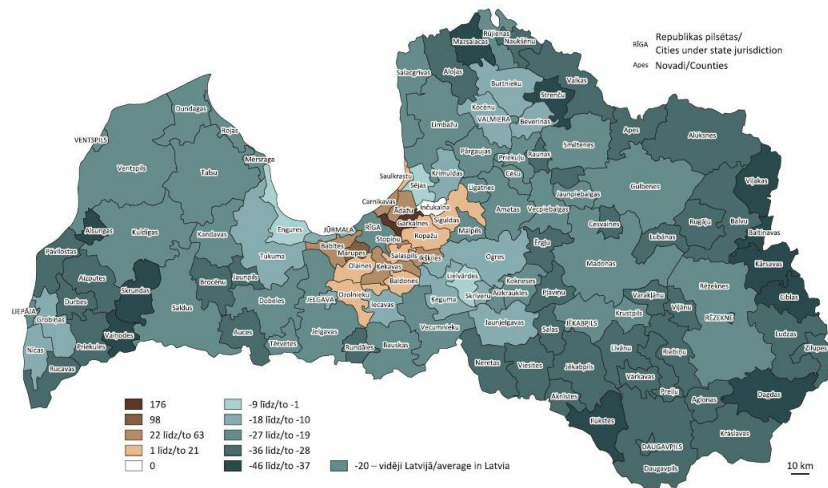 RĪGA Republikas pilsētas/
Cities under state jurisdiction
Apes Novadi/Counties
Rūjienas
Mazsalacas
Naukšēnu
Salacgrīvas
Alojas
Valkas
Burtnieku
Strenču
Kocēnu
VALMIERA
Beverīnas
Limbažu
Smiltenes
Apes
Alūksnes
Dundagas
Rojas
VENTSPILS
Ventspils
Talsu
Mērsraga
Pārgaujas
Priekuļu
Raunas
Cēsu
Saulkrastu
Krimuldas
Sējas
Līgatnes
Jaunpiebalgas
Gulbenes
Viļakas
Carnikavas
Inčukalna
Ādažu
Siguldas
Amatas
Vecpiebalgas
Garkalnes
Mālpils
Rugāju
Balvu
Baltinavas
Alsungas
Kuldīgas
Kandavas
Engures
JŪRMALA
RĪGA
Stopiņu
Ropažu
Cesvaines
Lubānas
Pāvilostas
Tukuma
Babītes
Mārupes
Salaspils
Ikšķiles
Ogres
Ērgļu
Madonas
Kārsavas
Aizputes
Skrundas
Brocēnu
Jaunpils
Olaines
Ķekavas
Baldones
Lielvārdes
Kokneses
Pļaviņu
Varakļānu
Rēzeknes
Ciblas
Durbes
Saldus
Dobeles
JELGAVA
Ozolnieku
Ķeguma
Skrīveru
Aizkraukles
Krustpils
Viļānu
RĒZEKNE
LIEPĀJA
Grobiņas
Iecavas
Jaunjelgavas
JĒKABPILS
Ludzas
Zilupes
Vaiņodes
Auces
Jelgavas
Vecumnieku
Salas
Līvānu
Riebiņu
Nīcas
Priekules
Tērvetes
Rundāles
Bauskas
Rucavas
Neretas
Viesītes
Jēkabpils
Vārkavas
Preiļu
Dagdas
Aknīstes
Aglonas
Ilūkstes
Krāslavas
DAUGAVPILS
Daugavpils
176
98
22 līdz/to 63
1 līdz/to 21
0
-9 līdz/to -1
-18 līdz/to -10
-27 līdz/to -19
-36 līdz/to -28
-46 līdz/to -37
-20 – vidēji Latvijā/average in Latvia
10 km